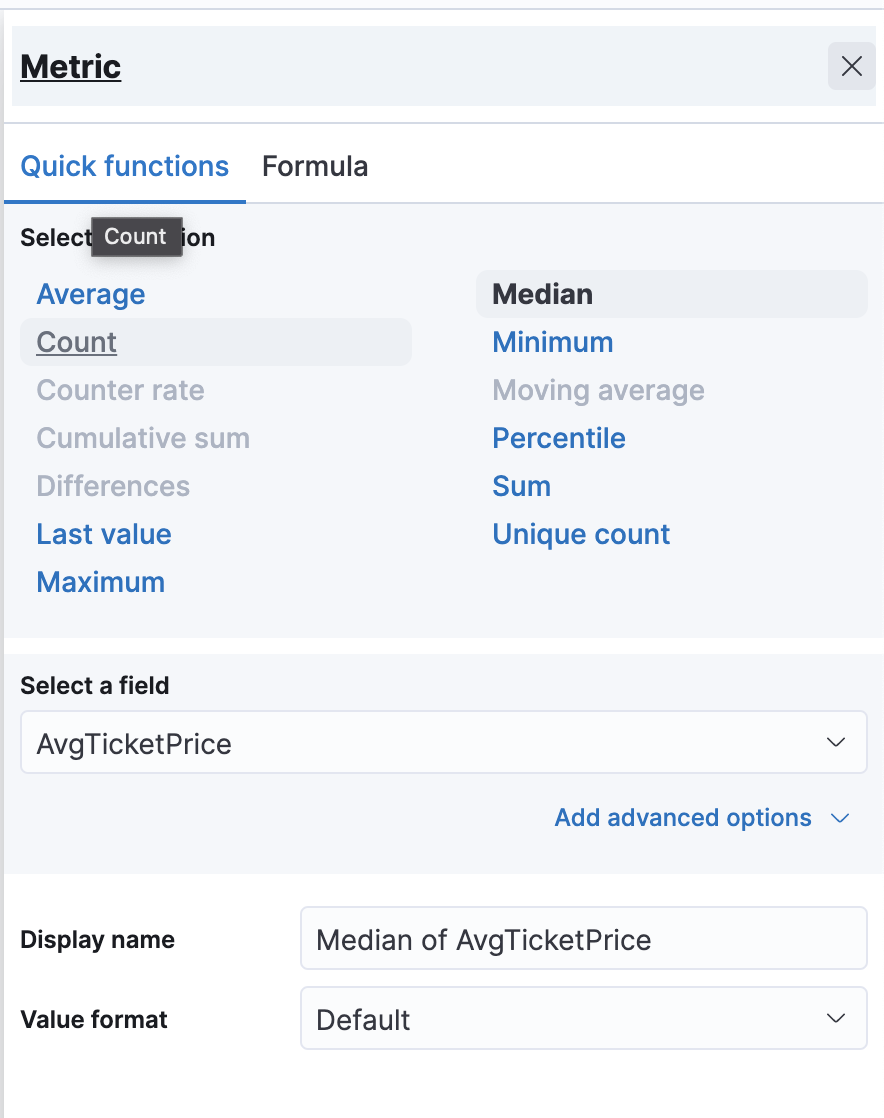 Metric
Quick functions Formula
Select ion
Count
Average
Count
Counter rate
Cumulative sum
Differences
Last value
Maximum
Median
Minimum
Moving average
Percentile
Sum
Unique count
Select a field
AvgTicketPrice
Add advanced options
Display name Median of AvgTicketPrice
Value format Default